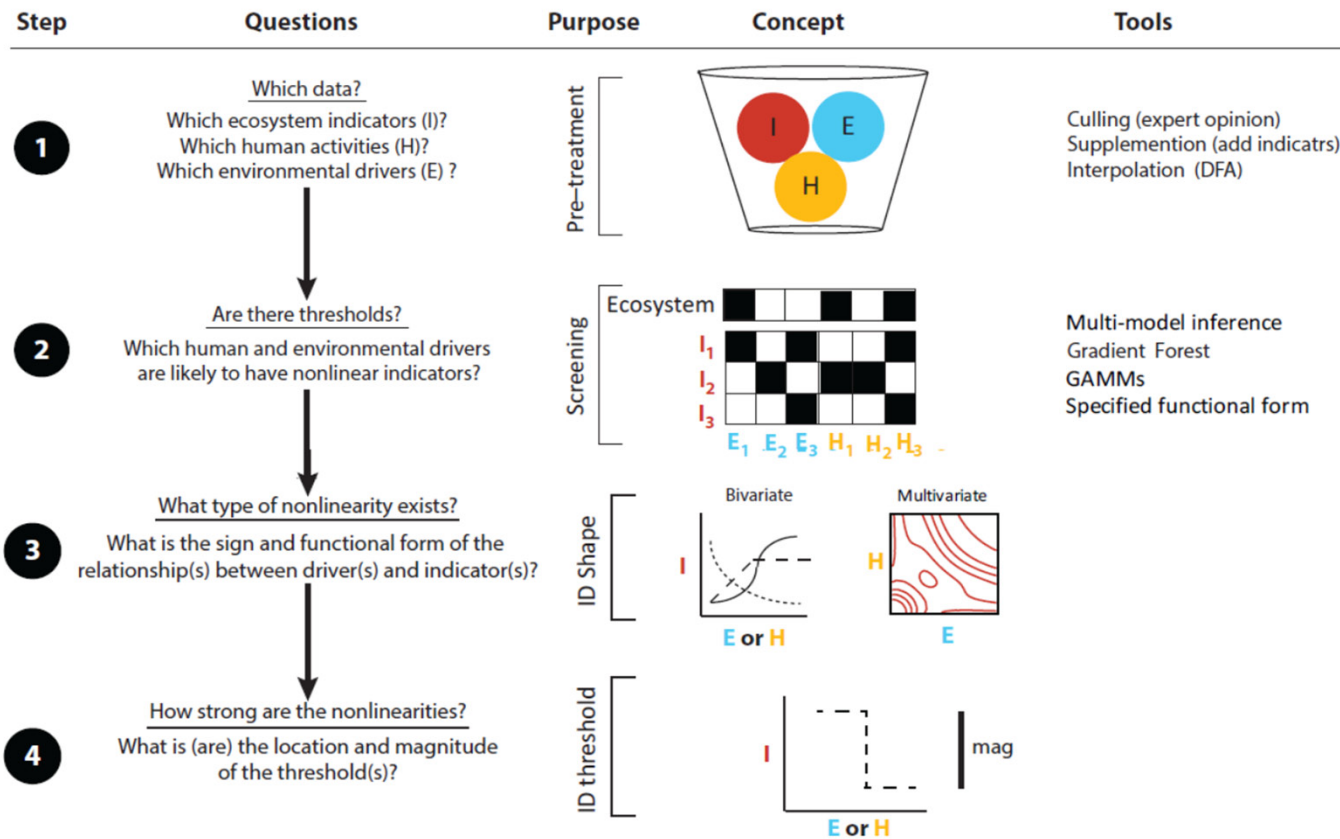 Step Questions Purpose Concept Tools
1
Which data?
Which ecosystem indicators (I)?
Which human activities (H)?
Which environmental drivers (E) ?
Pre–treatment
I E
H
Culling (expert opinion)
Supplemention (add indicatrs)
Interpolation (DFA)
2
Are there thresholds?
Which human and environmental drivers
are likely to have nonlinear indicators?
Screening
Ecosystem
I1
I2
I3
E1 E2 E3 H1 H2 H3
Multi-model inference
Gradient Forest
GAMMs
Specified functional form
3
What type of nonlinearity exists?
What is the sign and functional form of the
relationship(s) between driver(s) and indicator(s)?
ID Shape
Bivariate
I
E or H
Multivariate
H
E
4
How strong are the nonlinearities?
What is (are) the location and magnitude
of the threshold(s)?
ID threshold
I
mag
E or H